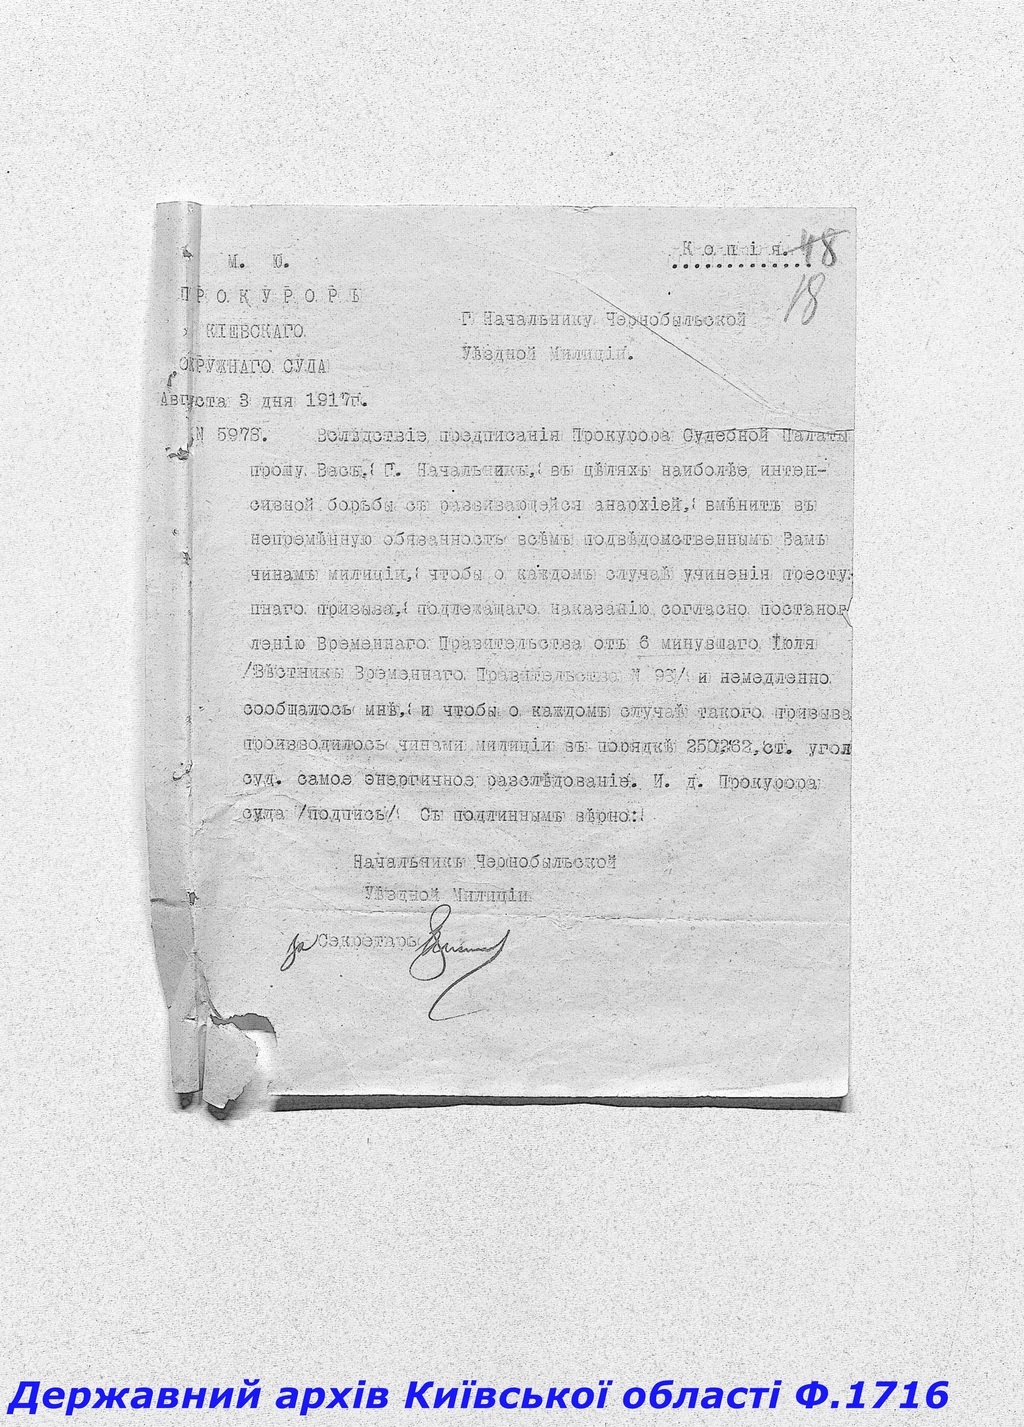 Копія.
48
18
М. Ю.
ПРОКУРОРЪ
КІЕВСКАГО
ОКРУЖНАГО СУДА
Августа 3 дня 1917г.
Г Начальнику Чернобыльской
Уѣздной Милиціи.
N 5978. Вслѣдствіе предписанія Прокурора Судебной Палаты
прошу Васъ, Г. Начальникъ, въ цѣляхъ наиболѣе интен-
сивной борьбы съ развивающейся анархіей, вмѣнить въ
непремѣнную обязанность всѣмъ подвѣдомственнымъ Вамъ
чинамъ милиціи, чтобы о каждомъ случаѣ учиненія престу
пнаго призыва, подлежащаго наказанію согласно постанов
ленію Временнаго Правительства отъ 6 минувшаго Іюля
/Вѣстникъ Временнаго Правительства N 98/ и немедленно
сообщалось мнѣ, и чтобы о каждомъ случаѣ такого призыва
производилось чинами милиціи въ порядкѣ 250,262, ст. угол
суд. самое энергичное разслѣдованіе. И. д. Прокурора
суда /подпись/ Съ подлиннымъ вѣрно:
Начальникъ Чернобыльской
Уѣздной Милиціи
за Секретарь
Державний архів Київської області Ф.1716